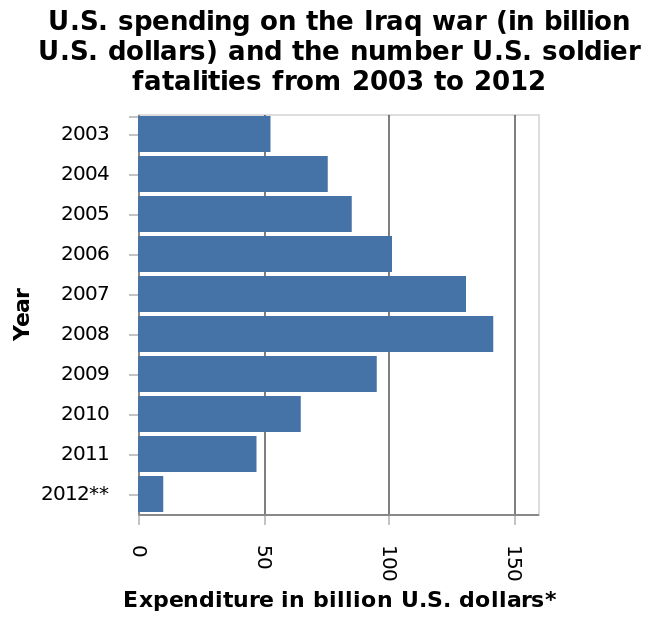 U.S. spending on the Iraq war (in billion
U.S. dollars) and the number U.S. soldier
fatalities from 2003 to 2012
2003
2004
2005
2006
2007
2008
2009
2010
2011
2012**
Year
0
50
100
150
Expenditure in billion U.S. dollars*